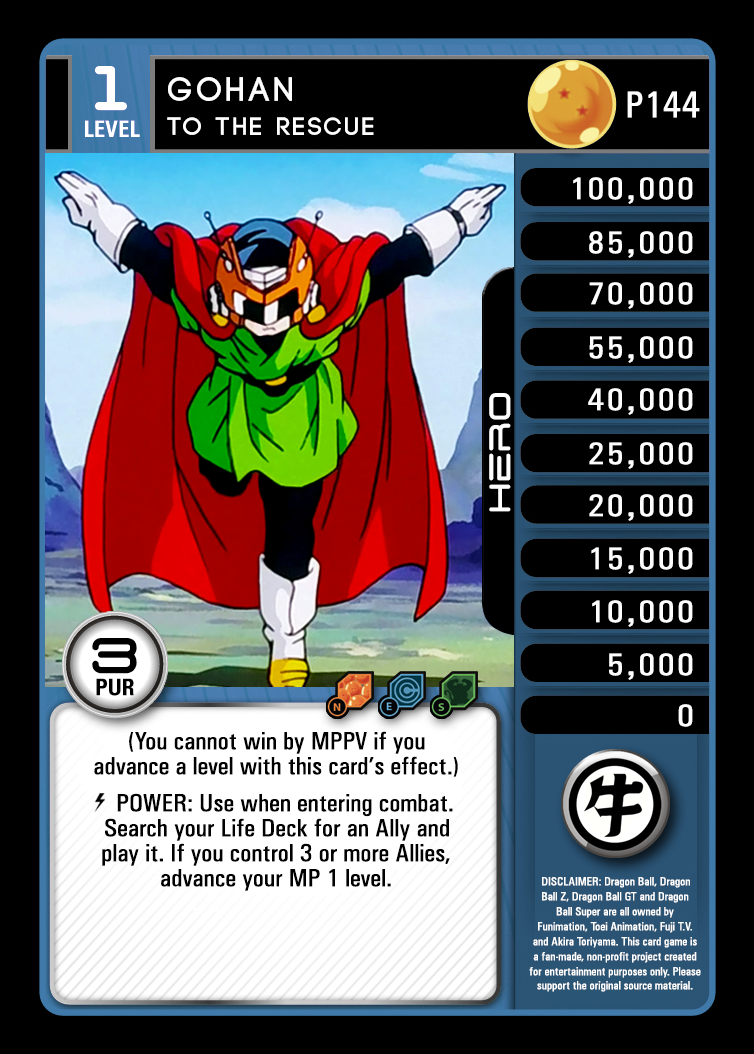 1
LEVEL
GOHAN
TO THE RESCUE
P144
100,000
85,000
70,000
55,000
40,000
25,000
20,000
15,000
10,000
5,000
0
HERO
3
PUR
N E S
(You cannot win by MPPV if you
advance a level with this card's effect.)
POWER: Use when entering combat.
Search your Life Deck for an Ally and
play it. If you control 3 or more Allies,
advance your MP 1 level.
牛
DISCLAIMER: Dragon Ball, Dragon
Ball Z, Dragon Ball GT and Dragon
Ball Super are all owned by
Funimation, Toei Animation, Fuji T.V.
and Akira Toriyama. This card game is
a fan-made, non-profit project created
for entertainment purposes only. Please
support the original source material.